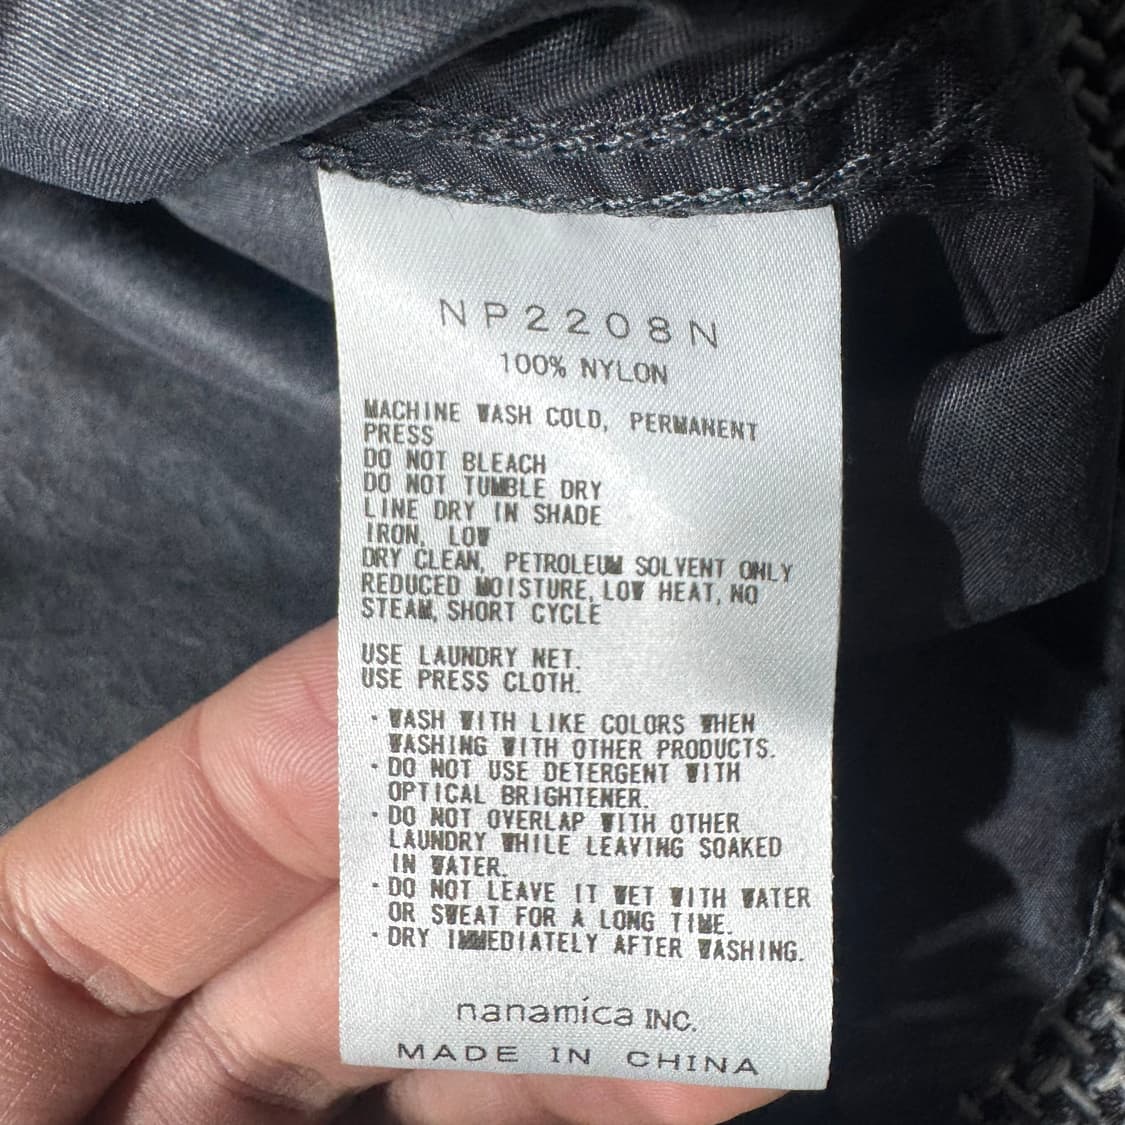 NP2208N
100% NYLON
MACHINE WASH COLD, PERMANENT
PRESS
DO NOT BLEACH
DO NOT TUMBLE DRY
LINE DRY IN SHADE
IRON, LOW
DRY CLEAN, PETROLEUM SOLVENT ONLY
REDUCED MOISTURE, LOW HEAT, NO
STEAM, SHORT CYCLE
USE LAUNDRY NET.
USE PRESS CLOTH.
・WASH WITH LIKE COLORS WHEN
WASHING WITH OTHER PRODUCTS.
・DO NOT USE DETERGENT WITH
OPTICAL BRIGHTENER.
・DO NOT OVERLAP WITH OTHER
LAUNDRY WHILE LEAVING SOAKED
IN WATER.
・DO NOT LEAVE IT WET WITH WATER
OR SWEAT FOR A LONG TIME.
・DRY IMMEDIATELY AFTER WASHING.
nanamica INC.
MADE IN CHINA